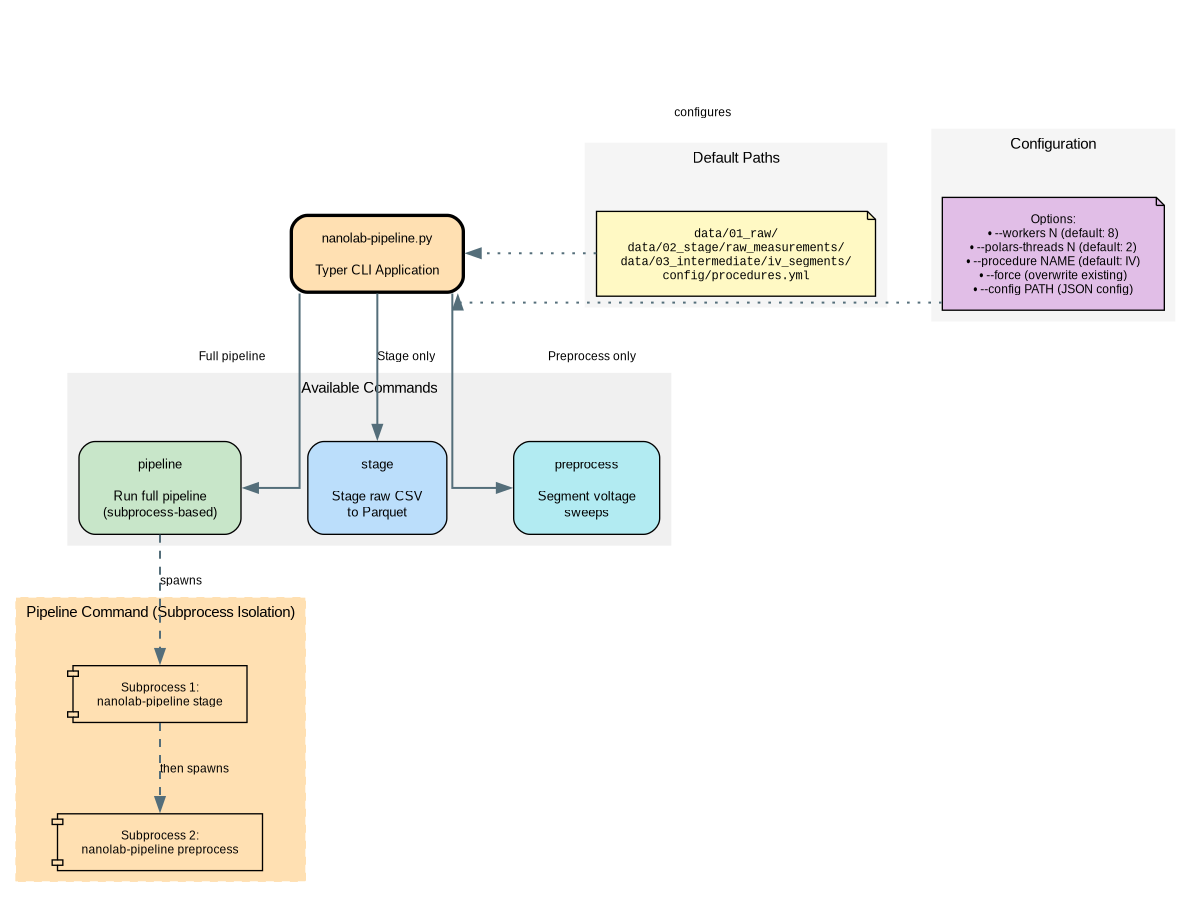 configures
Default Paths
Configuration
data/01_raw/
data/02_stage/raw_measurements/
data/03_intermediate/iv_segments/
config/procedures.yml
Options:
• --workers N (default: 8)
• --polars-threads N (default: 2)
• --procedure NAME (default: IV)
• --force (overwrite existing)
• --config PATH (JSON config)
nanolab-pipeline.py
Typer CLI Application
Full pipeline
Stage only
Preprocess only
Available Commands
pipeline
Run full pipeline
(subprocess-based)
stage
Stage raw CSV
to Parquet
preprocess
Segment voltage
sweeps
spawns
Pipeline Command (Subprocess Isolation)
Subprocess 1:
nanolab-pipeline stage
then spawns
Subprocess 2:
nanolab-pipeline preprocess